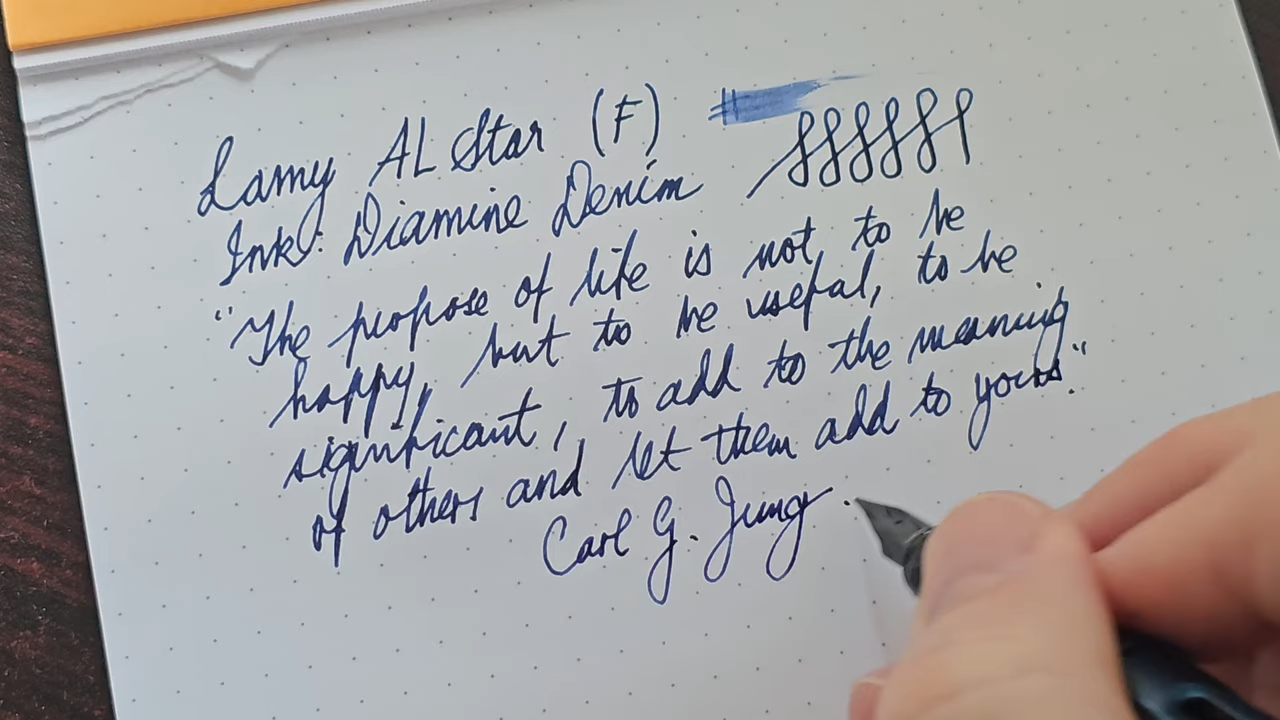 Lamy AL Star (F)
Ink: Diamine Denim
"The propose of life is not to be
happy, but to be useful, to be
significant, to add to the meaning
of others and let them add to yours."
Carl G. Jung.